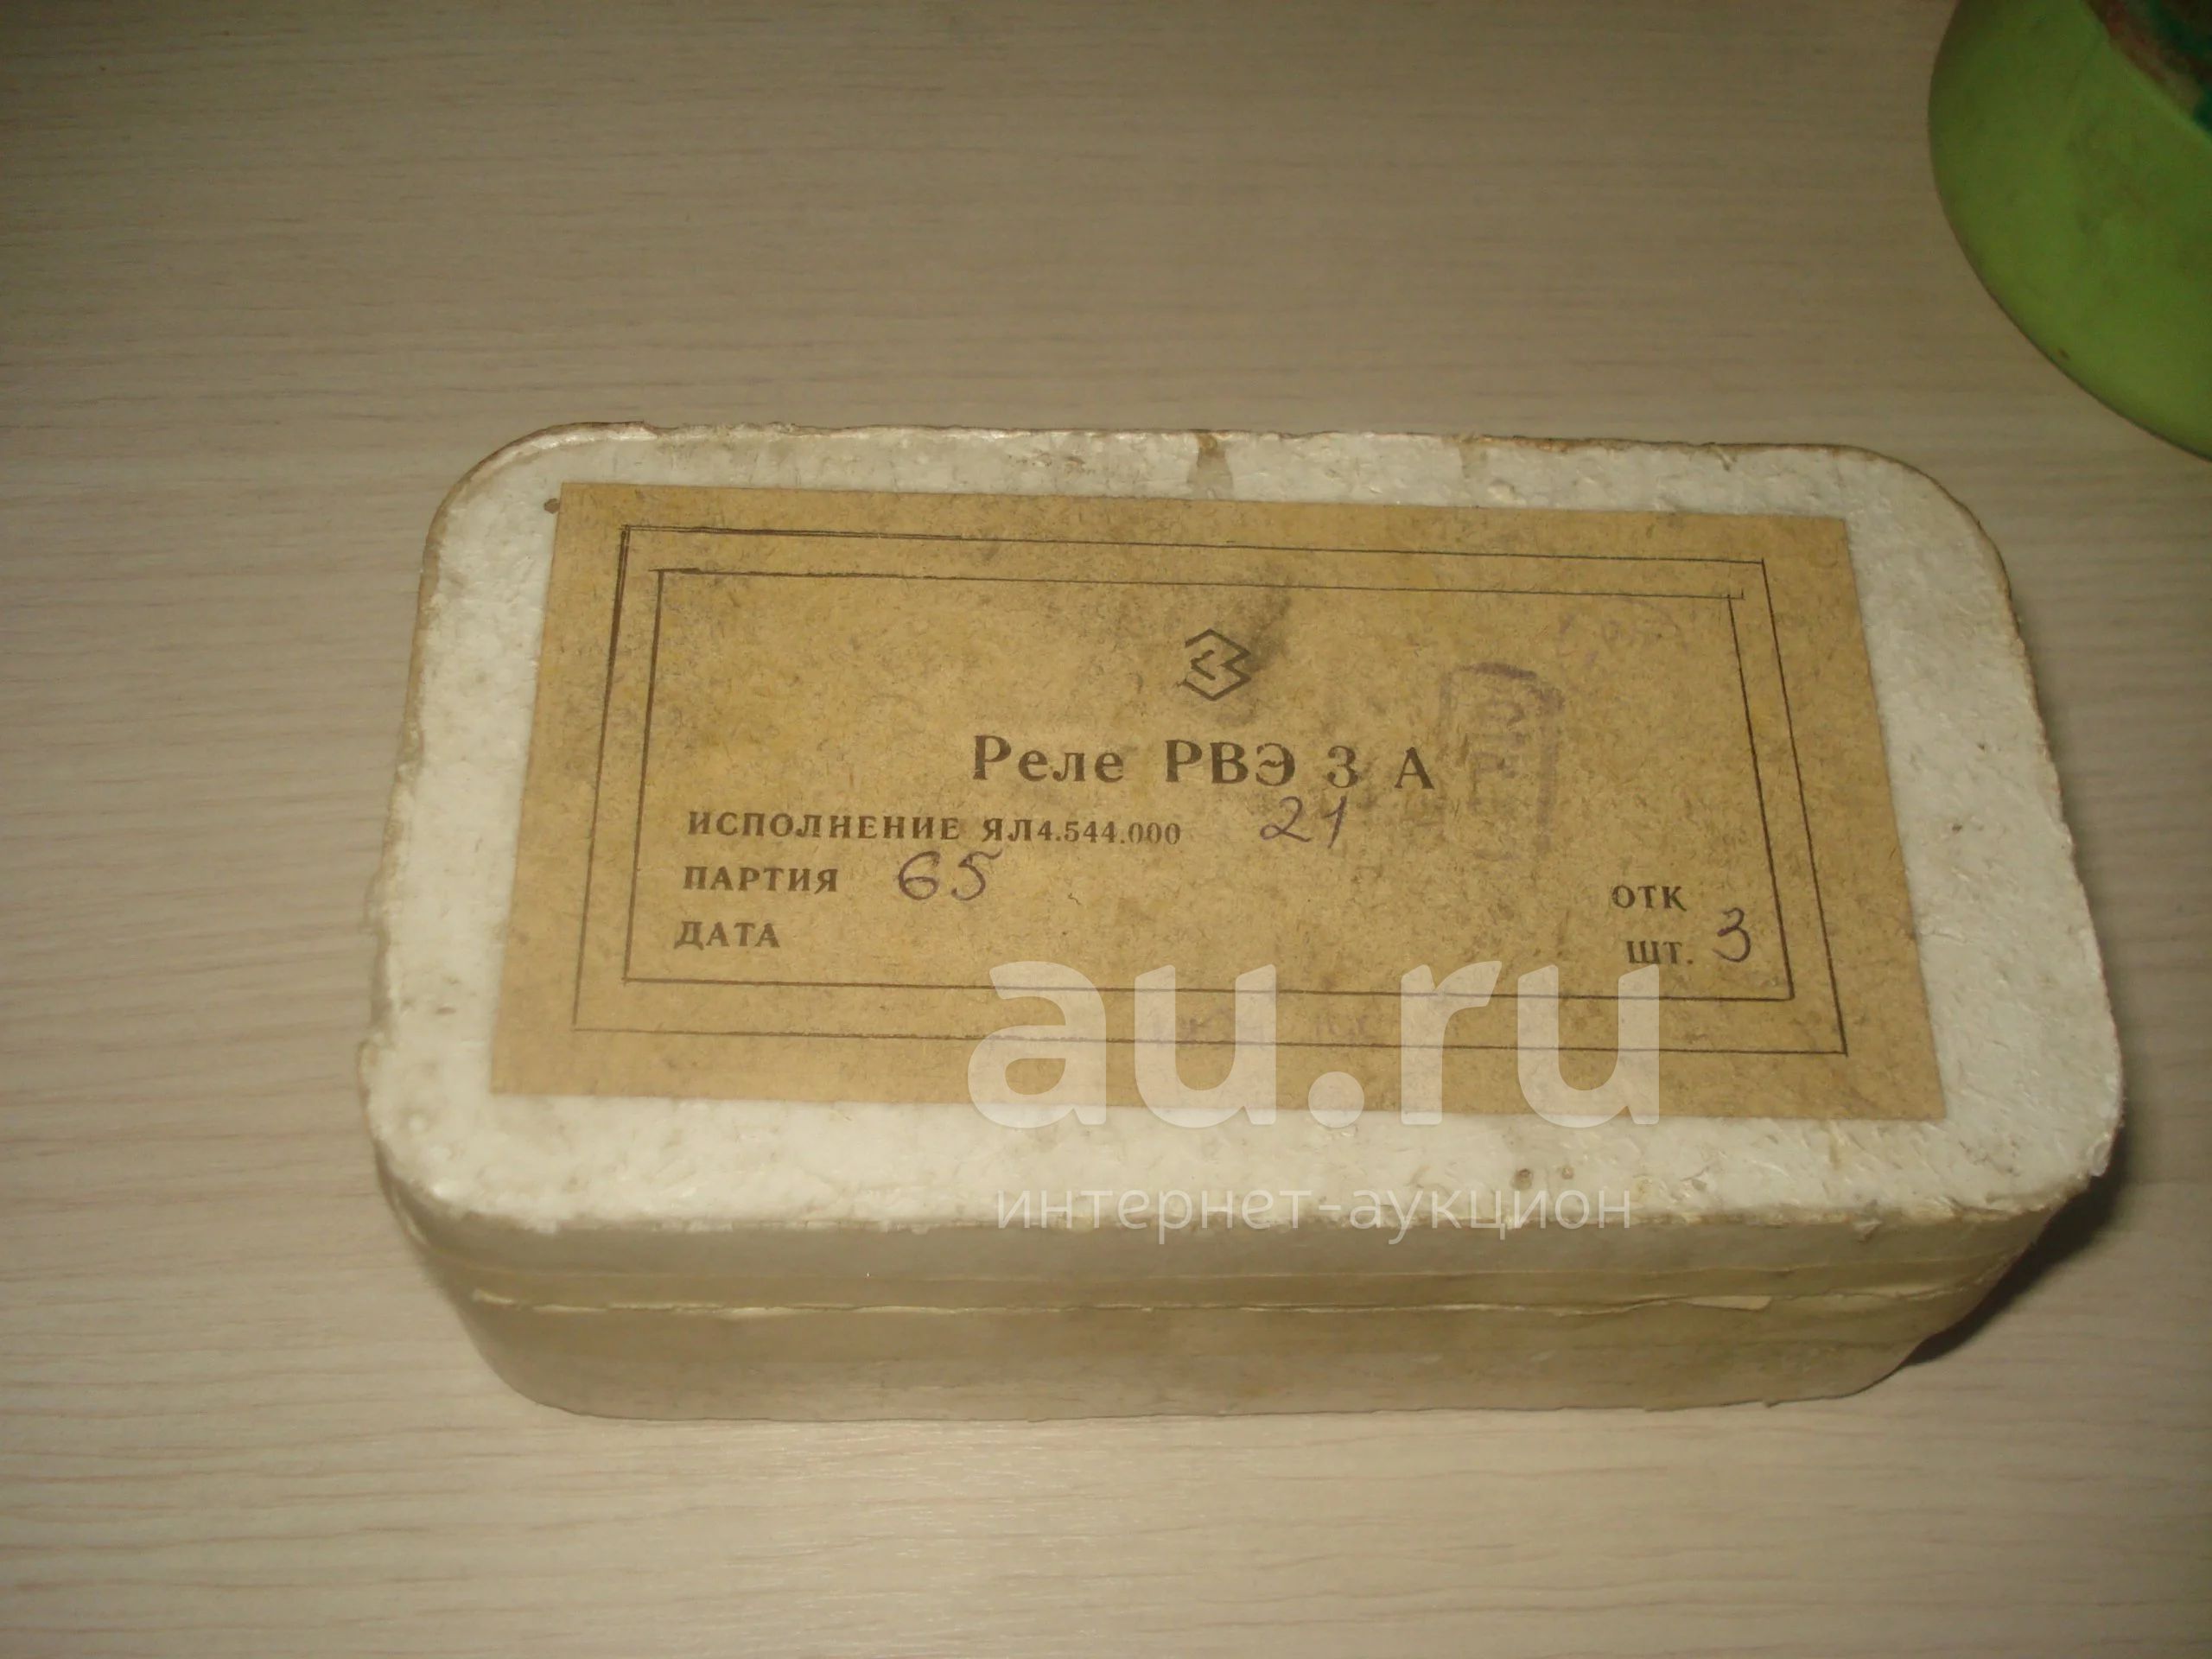 Реле РВЭ 3 А
ИСПОЛНЕНИЕ ЯЛ4.544.000 21
ПАРТИЯ 65
ОТК
ДАТА
ШТ. 3
au.ru
интернет-аукцион